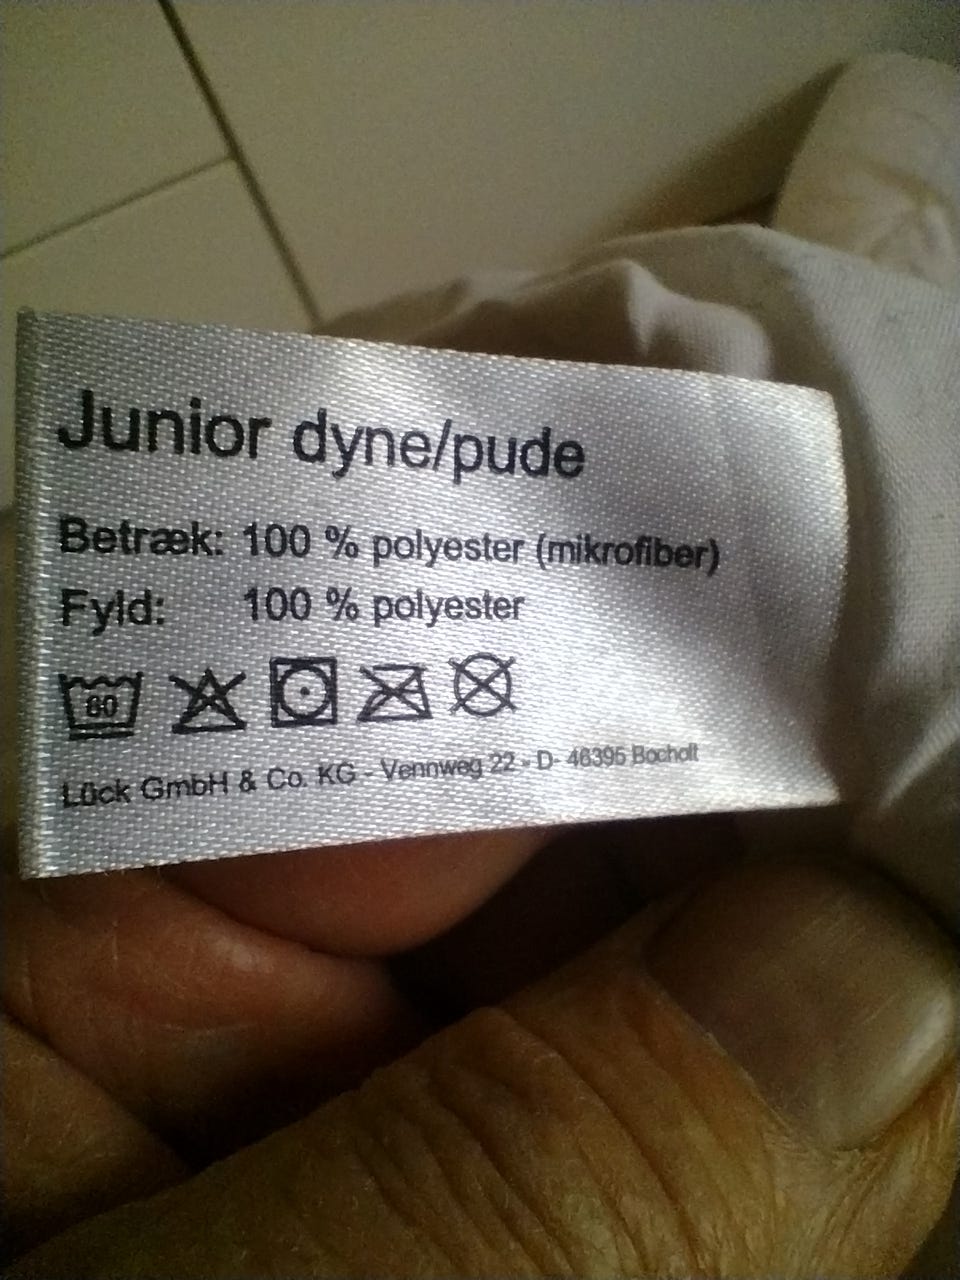 Junior dyne/pude
Betræk: 100 % polyester (mikrofiber)
Fyld: 100 % polyester
60
Lück GmbH & Co. KG - Vennweg 22 - D- 46395 Bocholt